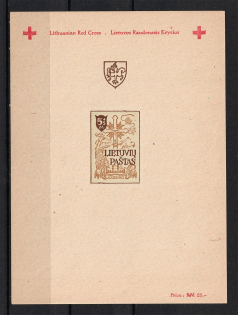 Lithuanian Red Cross . Lietuvos Raudonasis Kryžius
LIETUVIŲ
PAŠTAS